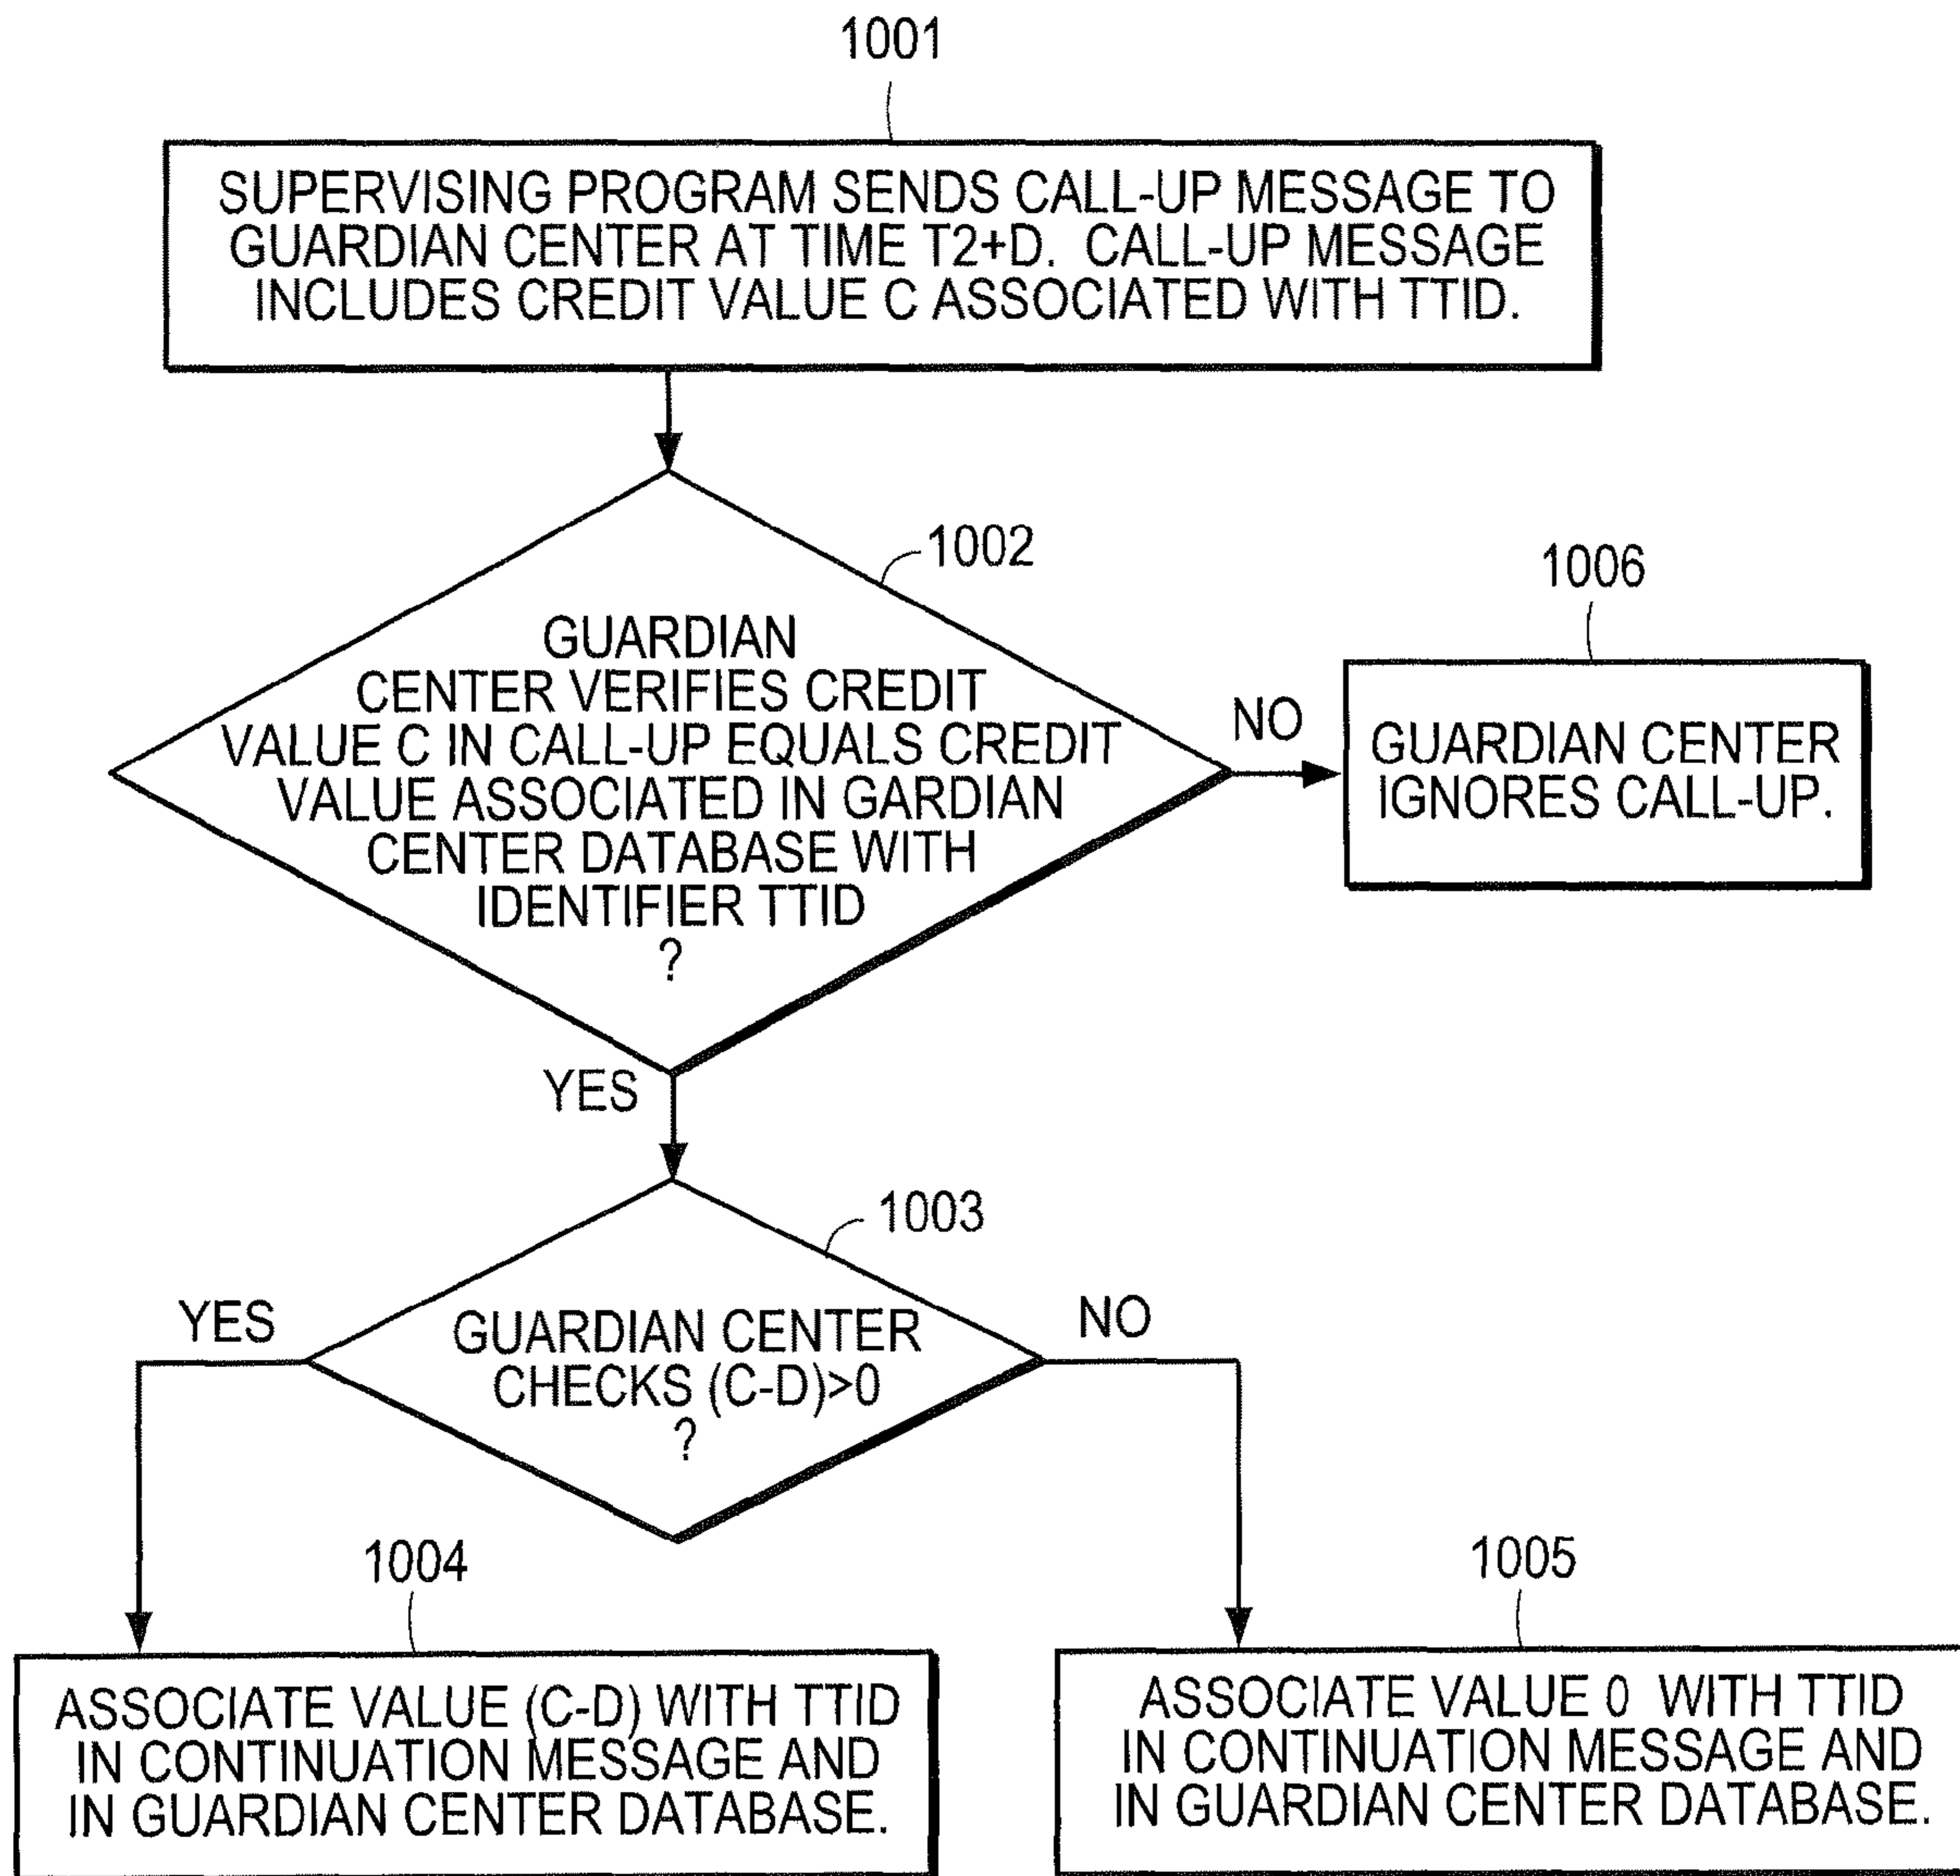 1001
SUPERVISING PROGRAM SENDS CALL-UP MESSAGE TO
GUARDIAN CENTER AT TIME T2+D. CALL-UP MESSAGE
INCLUDES CREDIT VALUE C ASSOCIATED WITH TTID.
1002
GUARDIAN
CENTER VERIFIES CREDIT
VALUE C IN CALL-UP EQUALS CREDIT
VALUE ASSOCIATED IN GARDIAN
CENTER DATABASE WITH
IDENTIFIER TTID
?
NO
1006
GUARDIAN CENTER
IGNORES CALL-UP.
YES
1003
GUARDIAN CENTER
CHECKS (C-D)>0
?
YES
NO
1004
ASSOCIATE VALUE (C-D) WITH TTID
IN CONTINUATION MESSAGE AND
IN GUARDIAN CENTER DATABASE.
1005
ASSOCIATE VALUE 0 WITH TTID
IN CONTINUATION MESSAGE AND
IN GUARDIAN CENTER DATABASE.